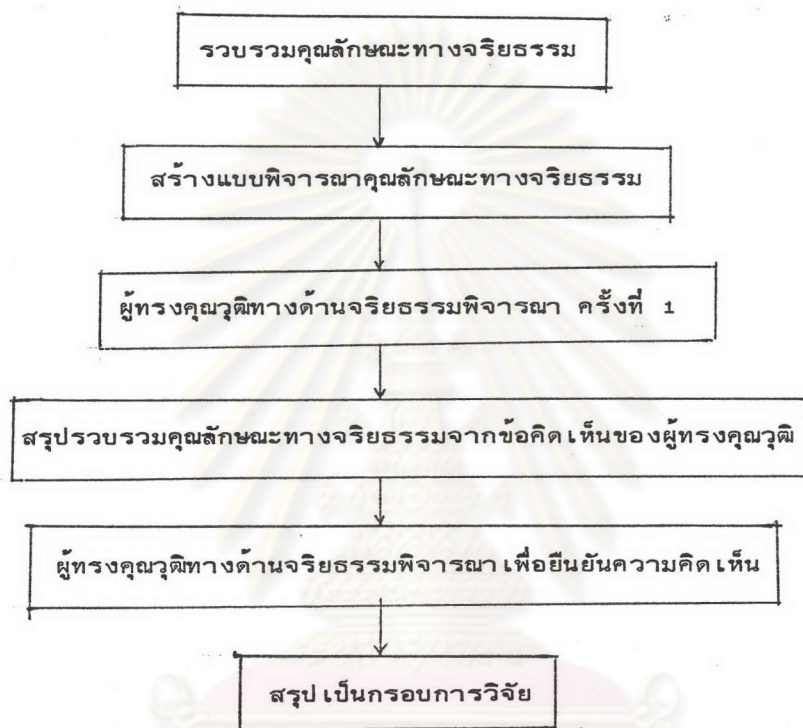 รวบรวมคุณลักษณะทางจริยธรรม
สร้างแบบพิจารณาคุณลักษณะทางจริยธรรม
ผู้ทรงคุณวุฒิทางด้านจริยธรรมพิจารณา ครั้งที่ 1
สรุปรวบรวมคุณลักษณะทางจริยธรรมจากข้อคิดเห็นของผู้ทรงคุณวุฒิ
ผู้ทรงคุณวุฒิทางด้านจริยธรรมพิจารณาเพื่อยืนยันความคิดเห็น
สรุปเป็นกรอบการวิจัย